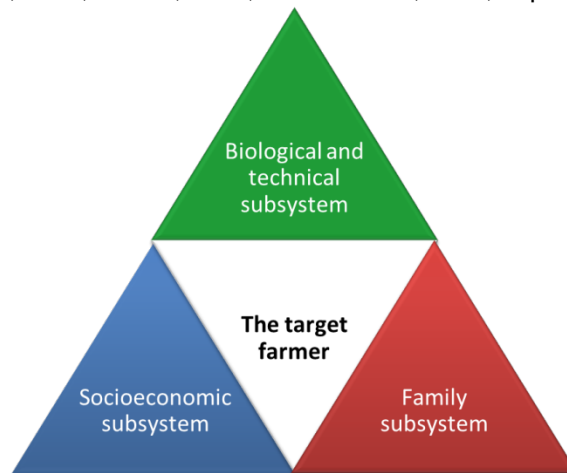 Biological and
technical
subsystem
The target
farmer
Socioeconomic
subsystem
Family
subsystem